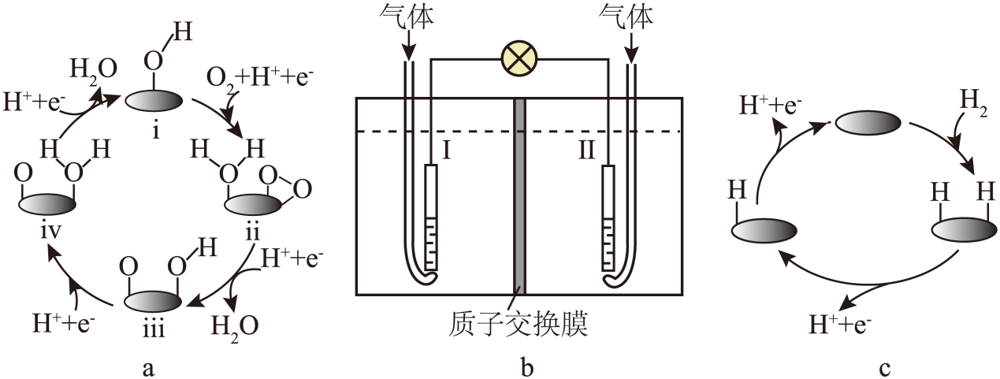 H
O
H₂O
O₂+H⁺+e⁻
H⁺+e⁻
i
H H
O
O
iv
H H
O
O
O
ii
H⁺+e⁻
H
O
O
iii
H⁺+e⁻
H₂O
a
气体
气体
I
II
质子交换膜
b
H⁺+e⁻
H₂
H
H H
H⁺+e⁻
c